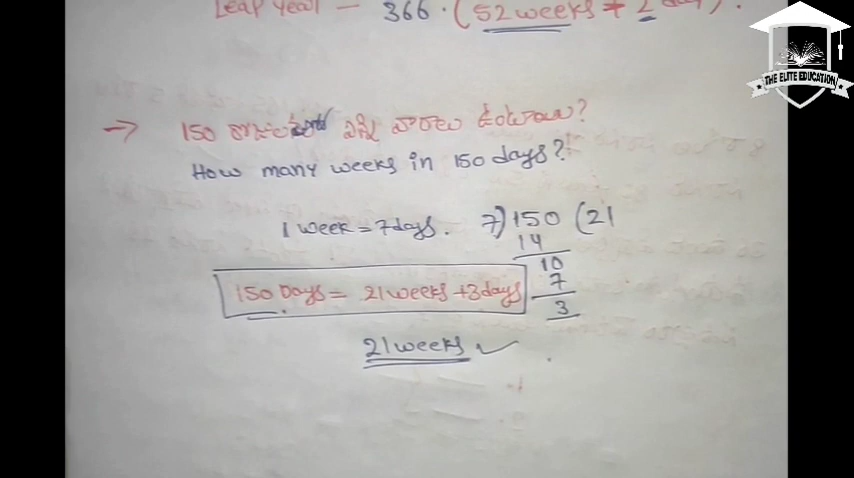 Leap year - 366 (52 weeks + 2 days).
THE ELITE EDUCATION
→ 150 రోజులకు ఎన్ని వారాలు ఉంటాయి?
How many weeks in 150 days?
1 week = 7 days. 7) 150 (21
14
10
7
150 Days = 21 weeks + 3 days
3
21 weeks ✓